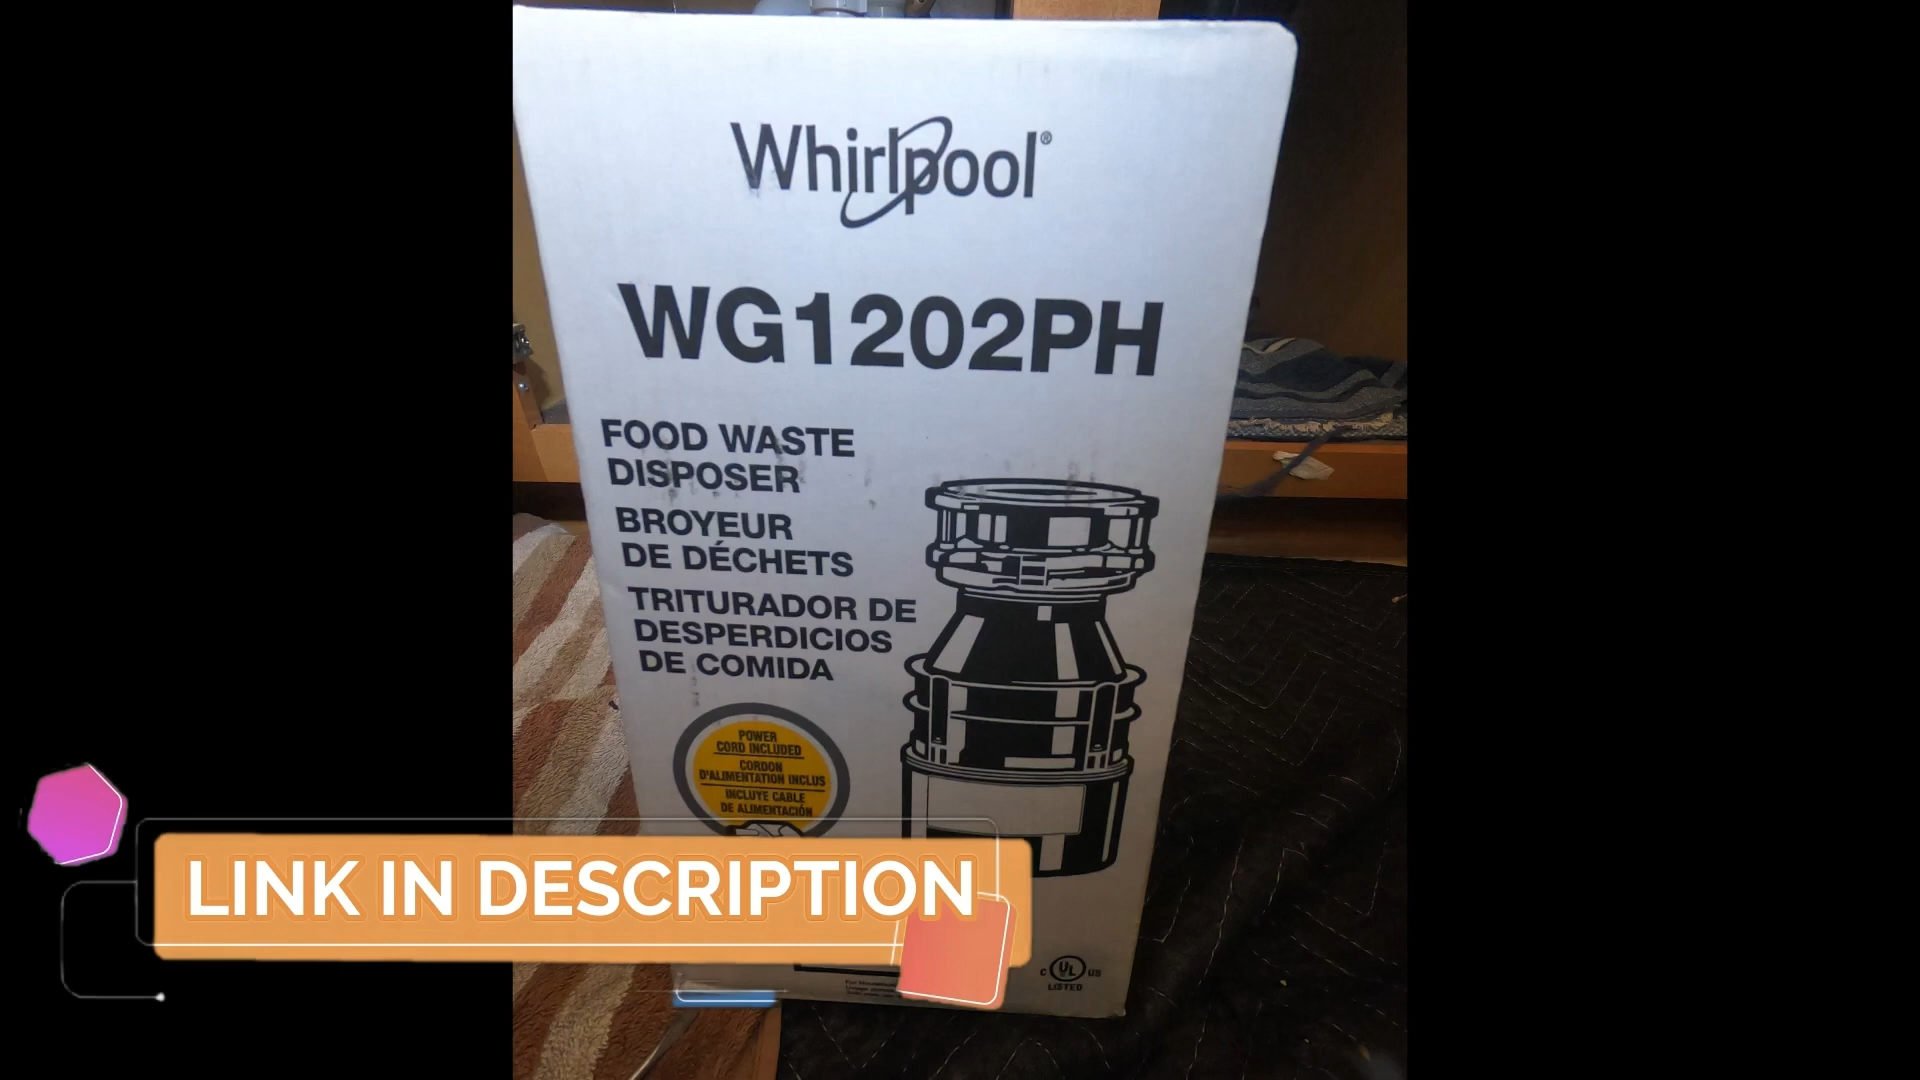 Whirlpool®
WG1202PH
FOOD WASTE
DISPOSER
BROYEUR
DE DÉCHETS
TRITURADOR DE
DESPERDICIOS
DE COMIDA
POWER
CORD INCLUDED
CORDON
D'ALIMENTATION INCLUS
INCLUYE CABLE
DE ALIMENTACIÓN
LINK IN DESCRIPTION
C UL US
LISTED